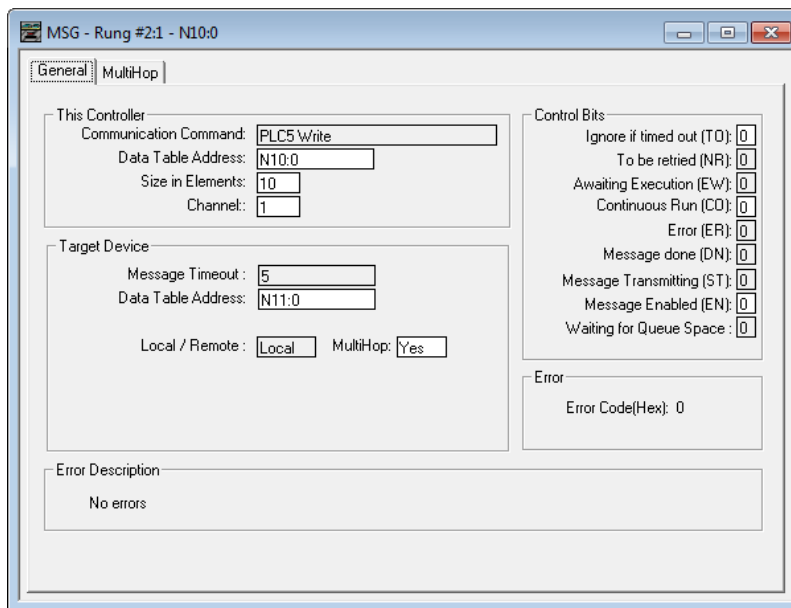 MSG - Rung #2:1 - N10:0
General MultiHop
This Controller
Communication Command: PLC5 Write
Data Table Address: N10:0
Size in Elements: 10
Channel:: 1
Target Device
Message Timeout : 5
Data Table Address: N11:0
Local / Remote : Local MultiHop: Yes
Control Bits
Ignore if timed out (TO): 0
To be retried (NR): 0
Awaiting Execution (EW): 0
Continuous Run (CO): 0
Error (ER): 0
Message done (DN): 0
Message Transmitting (ST): 0
Message Enabled (EN): 0
Waiting for Queue Space : 0
Error
Error Code(Hex): 0
Error Description
No errors